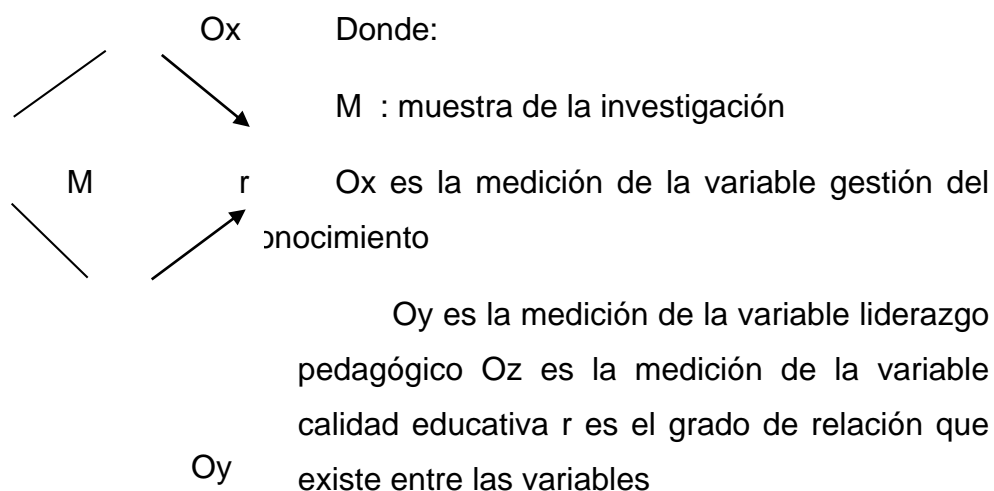 Ox Donde:
M : muestra de la investigación
M r Ox es la medición de la variable gestión del
onocimiento
Oy es la medición de la variable liderazgo
pedagógico Oz es la medición de la variable
calidad educativa r es el grado de relación que
Oy existe entre las variables